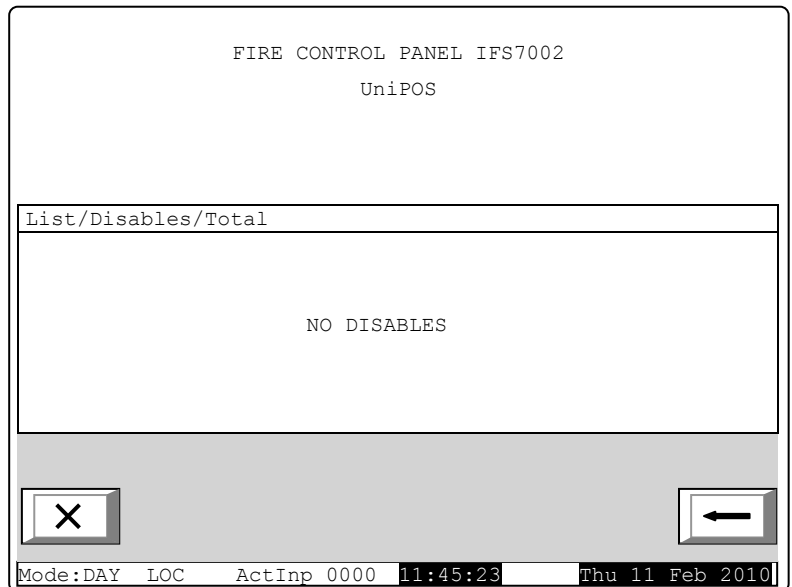 FIRE CONTROL PANEL IFS7002
UniPOS
List/Disables/Total
NO DISABLES
Mode:DAY LOC ActInp 0000 11:45:23 Thu 11 Feb 2010